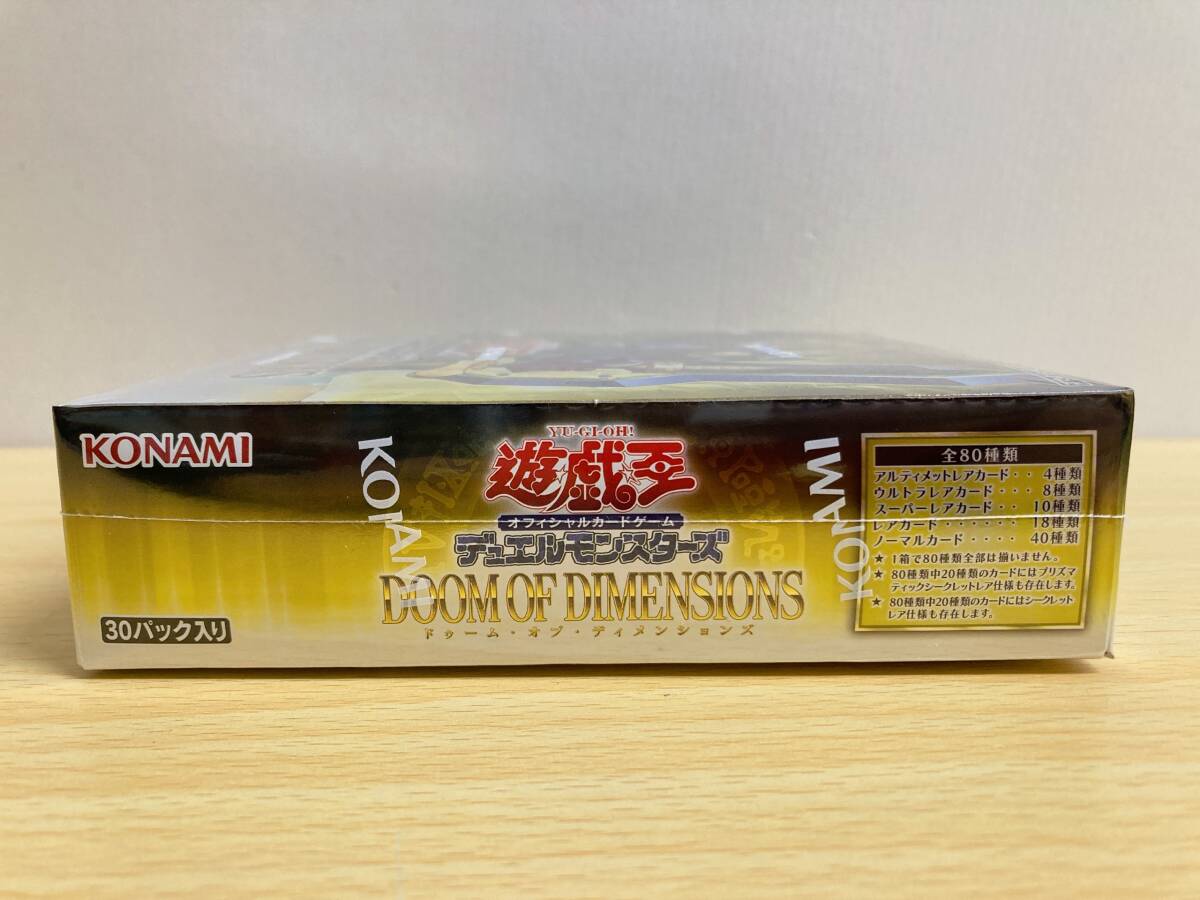 KONAMI
YU-GI-OH!
遊戯王
オフィシャルカードゲーム
デュエルモンスターズ
DOOM OF DIMENSIONS
ドゥーム・オブ・ディメンションズ
30パック入り
KONAMI
KONAMI
全80種類
アルティメットレアカード・・ 4種類
ウルトラレアカード・・・ 8種類
スーパーレアカード・・ 10種類
レアカード・・・・・・ 18種類
ノーマルカード・・・・・ 40種類
★ 1箱で80種類全部は揃いません。
★ 80種類中20種類のカードにはプリズマ
ティックシークレットレア仕様も存在します。
★ 80種類中20種類のカードにはシークレット
レア仕様も存在します。